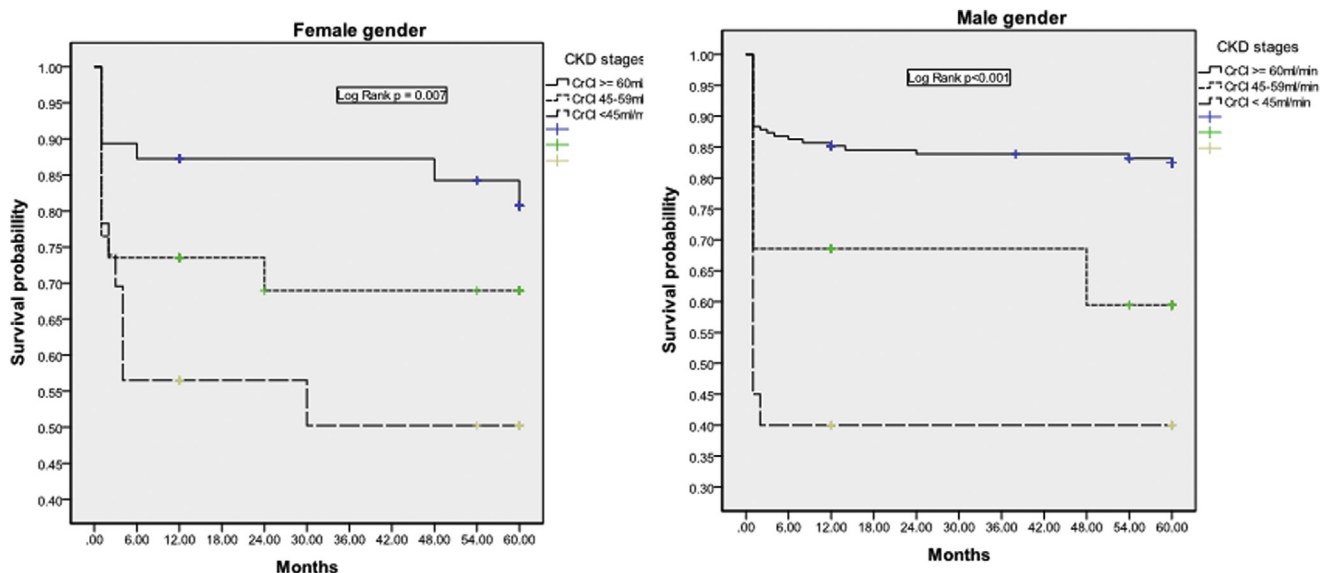 Female gender
CKD stages
CrCl >= 60ml
CrCl 45-59ml
CrCl <45ml/m
Log Rank p = 0.007
1.00
0.95
0.90
0.85
0.80
0.75
0.70
0.65
0.60
0.55
0.50
0.45
0.40
Survival probabillity
.00 6.00 12.00 18.00 24.00 30.00 36.00 42.00 48.00 54.00 60.00
Months
Male gender
CKD stages
CrCl >= 60ml/min
CrCl 45-59ml/min
CrCl < 45ml/min
Log Rank p<0.001
1.00
0.95
0.90
0.85
0.80
0.75
0.70
0.65
0.60
0.55
0.50
0.45
0.40
0.35
0.30
Survival probability
.00 6.00 12.00 18.00 24.00 30.00 36.00 42.00 48.00 54.00 60.00
Months